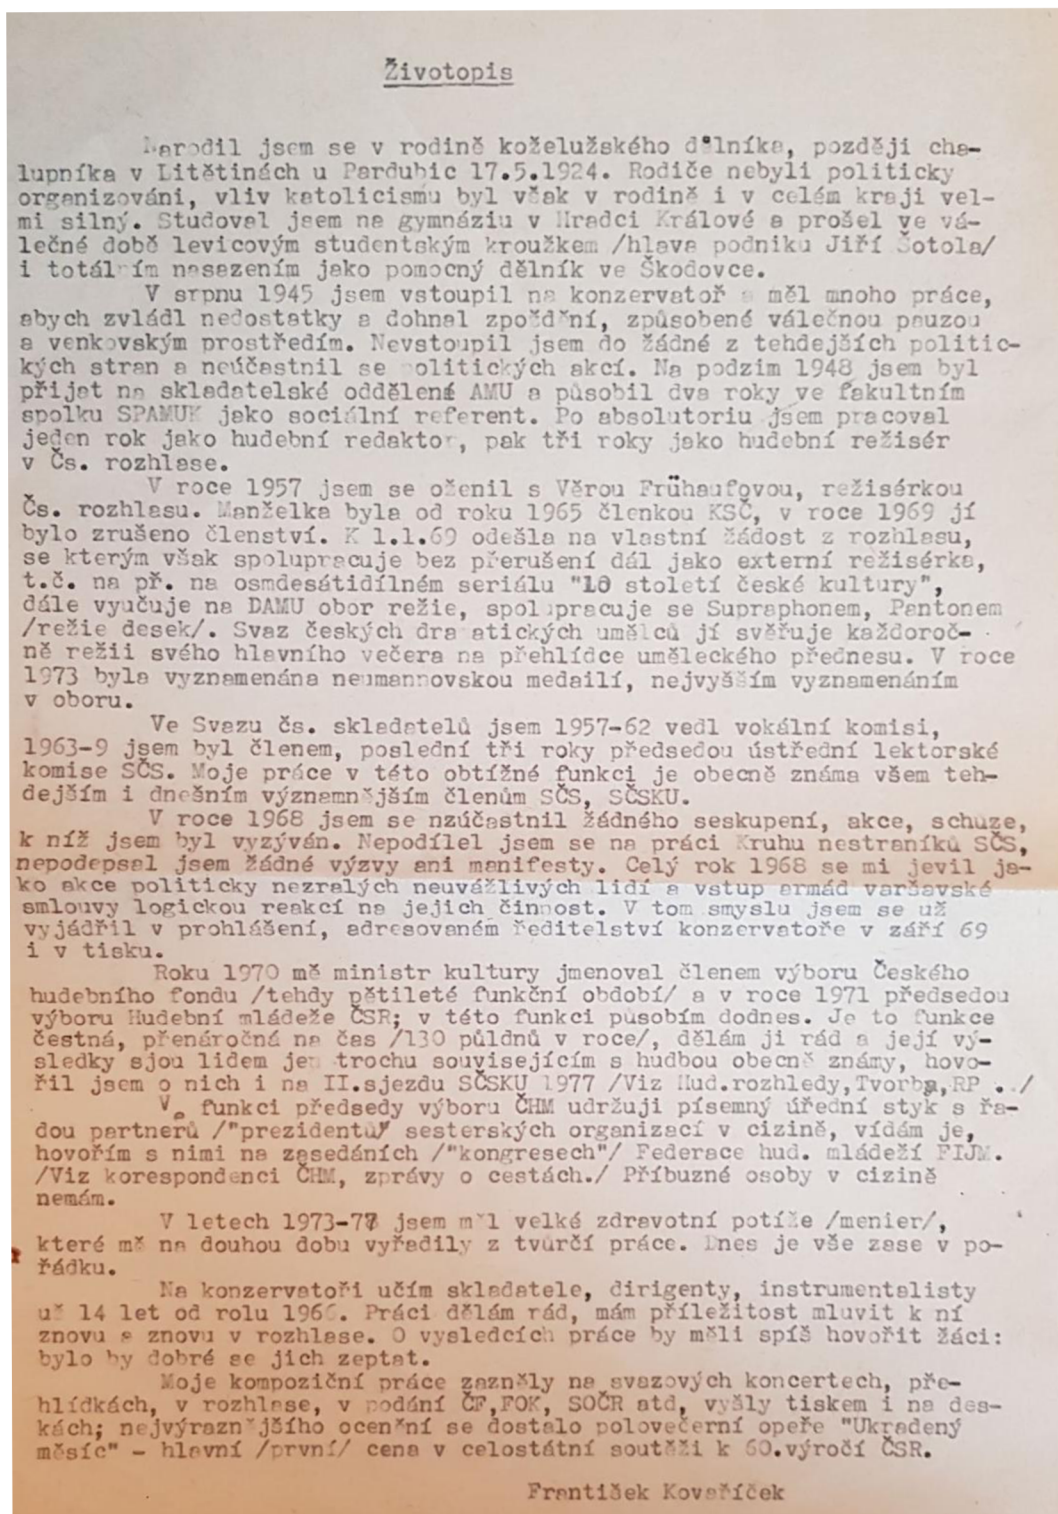 Životopis
Narodil jsem se v rodině koželužského dělníka, později cha-
lupníka v Litětinách u Pardubic 17.5.1924. Rodiče nebyli politicky
organizováni, vliv katolicismu byl však v rodině i v celém kraji vel-
mi silný. Studoval jsem na gymnáziu v Hradci Králové a prošel ve vá-
lečné době levicovým studentským kroužkem /hlava podniku Jiří Šotola/
i totálním nasazením jako pomocný dělník ve Škodovce.
V srpnu 1945 jsem vstoupil na konzervatoř a měl mnoho práce,
abych zvládl nedostatky a dohnal zpoždění, způsobené válečnou pauzou
a venkovským prostředím. Nevstoupil jsem do žádné z tehdejších politic-
kých stran a neúčastnil se politických akcí. Na podzim 1948 jsem byl
přijat na skladatelské oddělené AMU a působil dva roky ve fakultním
spolku SPAMUK jako sociální referent. Po absolutoriu jsem pracoval
jeden rok jako hudební redaktor, pak tři roky jako hudební režisér
v Čs. rozhlase.
V roce 1957 jsem se oženil s Věrou Frühaufovou, režisérkou
Čs. rozhlasu. Manželka byla od roku 1965 členkou KSČ, v roce 1969 jí
bylo zrušeno členství. K 1.1.69 odešla na vlastní žádost z rozhlasu,
se kterým však spolupracuje bez přerušení dál jako externí režisérka,
t.č. na př. na osmdesátidílném seriálu "10 století české kultury",
dále vyučuje na DAMU obor režie, spolupracuje se Supraphonem, Pantonem
/režie desek/. Svaz českých dramatických umělců jí svěřuje každoroč-
ně režii svého hlavního večera na přehlídce uměleckého přednesu. V roce
1973 byla vyznamenána neumannovskou medailí, nejvyšším vyznamenáním
v oboru.
Ve Svazu čs. skladatelů jsem 1957-62 vedl vokální komisi,
1963-9 jsem byl členem, poslední tři roky předsedou ústřední lektorské
komise SČS. Moje práce v této obtížné funkci je obecně známa všem teh-
dejším i dnešním významnějším členům SČS, SČSKU.
V roce 1968 jsem se nzúčastnil žádného seskupení, akce, schuze,
k níž jsem byl vyzýván. Nepodílel jsem se na práci Kruhu nestraníků SČS,
nepodepsal jsem žádné výzvy ani manifesty. Celý rok 1968 se mi jevil ja-
ko akce politicky nezralých neuvážlivých lidí a vstup armád varšavské
smlouvy logickou reakcí na jejich činnost. V tom smyslu jsem se už
vyjádřil v prohlášení, adresovaném ředitelství konzervatoře v září 69
i v tisku.
Roku 1970 mě ministr kultury jmenoval členem výboru Českého
hudebního fondu /tehdy pětileté funkční období/ a v roce 1971 předsedou
výboru Hudební mládeže ČSR; v této funkci působím dodnes. Je to funkce
čestná, přenáročná na čas /130 půldnů v roce/, dělám ji rád a její vý-
sledky sjou lidem jen trochu souvisejícím s hudbou obecně známy, hovo-
řil jsem o nich i na II.sjezdu SČSKU 1977 /Viz Hud.rozhledy,Tvorba,RP ../
V funkci předsedy výboru ČHM udržuji písemný úřední styk s řa-
dou partnerů /"prezidentů"/ sesterských organizací v cizině, vídám je,
hovořím s nimi na zasedáních /"kongresech"/ Federace hud. mládeží FIJM.
/Viz korespondenci ČHM, zprávy o cestách./ Příbuzné osoby v cizině
nemám.
V letech 1973-77 jsem měl velké zdravotní potíže /menier/,
které mě na douhou dobu vyřadily z tvůrčí práce. Dnes je vše zase v po-
řádku.
Na konzervatoři učím skladatele, dirigenty, instrumentalisty
už 14 let od rolu 1966. Práci dělám rád, mám příležitost mluvit k ní
znovu a znovu v rozhlase. O vysledcích práce by měli spíš hovořit žáci:
bylo by dobré se jich zeptat.
Moje kompoziční práce zazněly na svazových koncertech, pře-
hlídkách, v rozhlase, v podání ČF,FOK, SOČR atd, vyšly tiskem i na des-
kách; nejvýraznějšího ocenění se dostalo polovečerní opeře "Ukradený
měsíc" - hlavní /první/ cena v celostátní soutěži k 60.výročí ČSR.
František Kovaříček